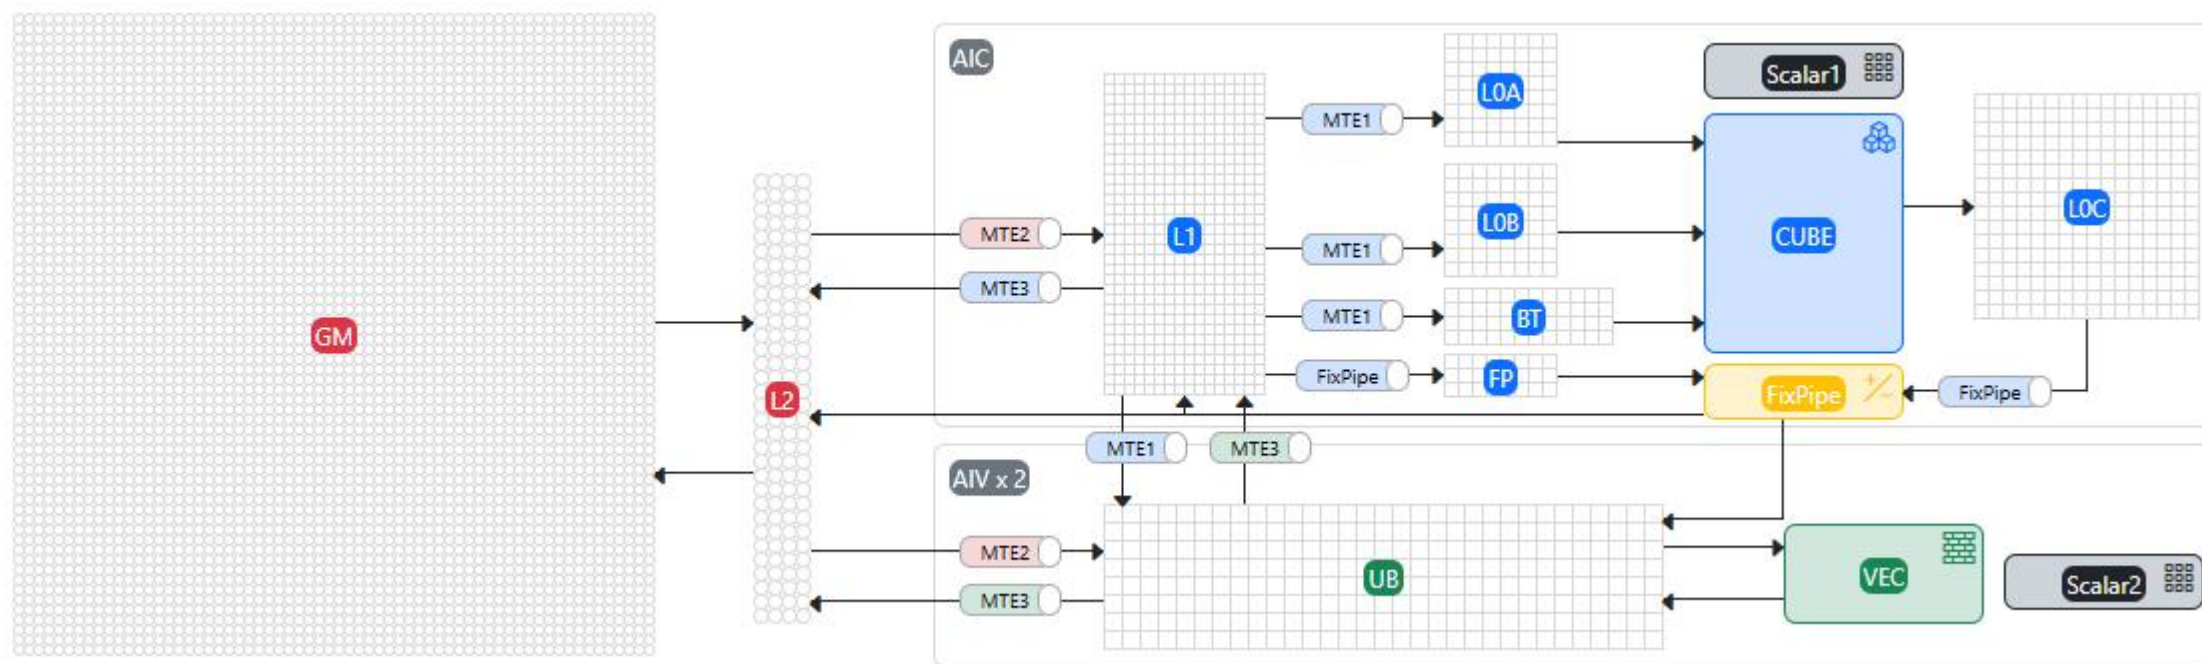 GM
L2
AIC
MTE2
MTE3
L1
MTE1
L0A
MTE1
L0B
MTE1
BT
FixPipe
FP
Scalar1
CUBE
FixPipe
L0C
FixPipe
MTE1
MTE3
AIV x 2
MTE2
MTE3
UB
VEC
Scalar2